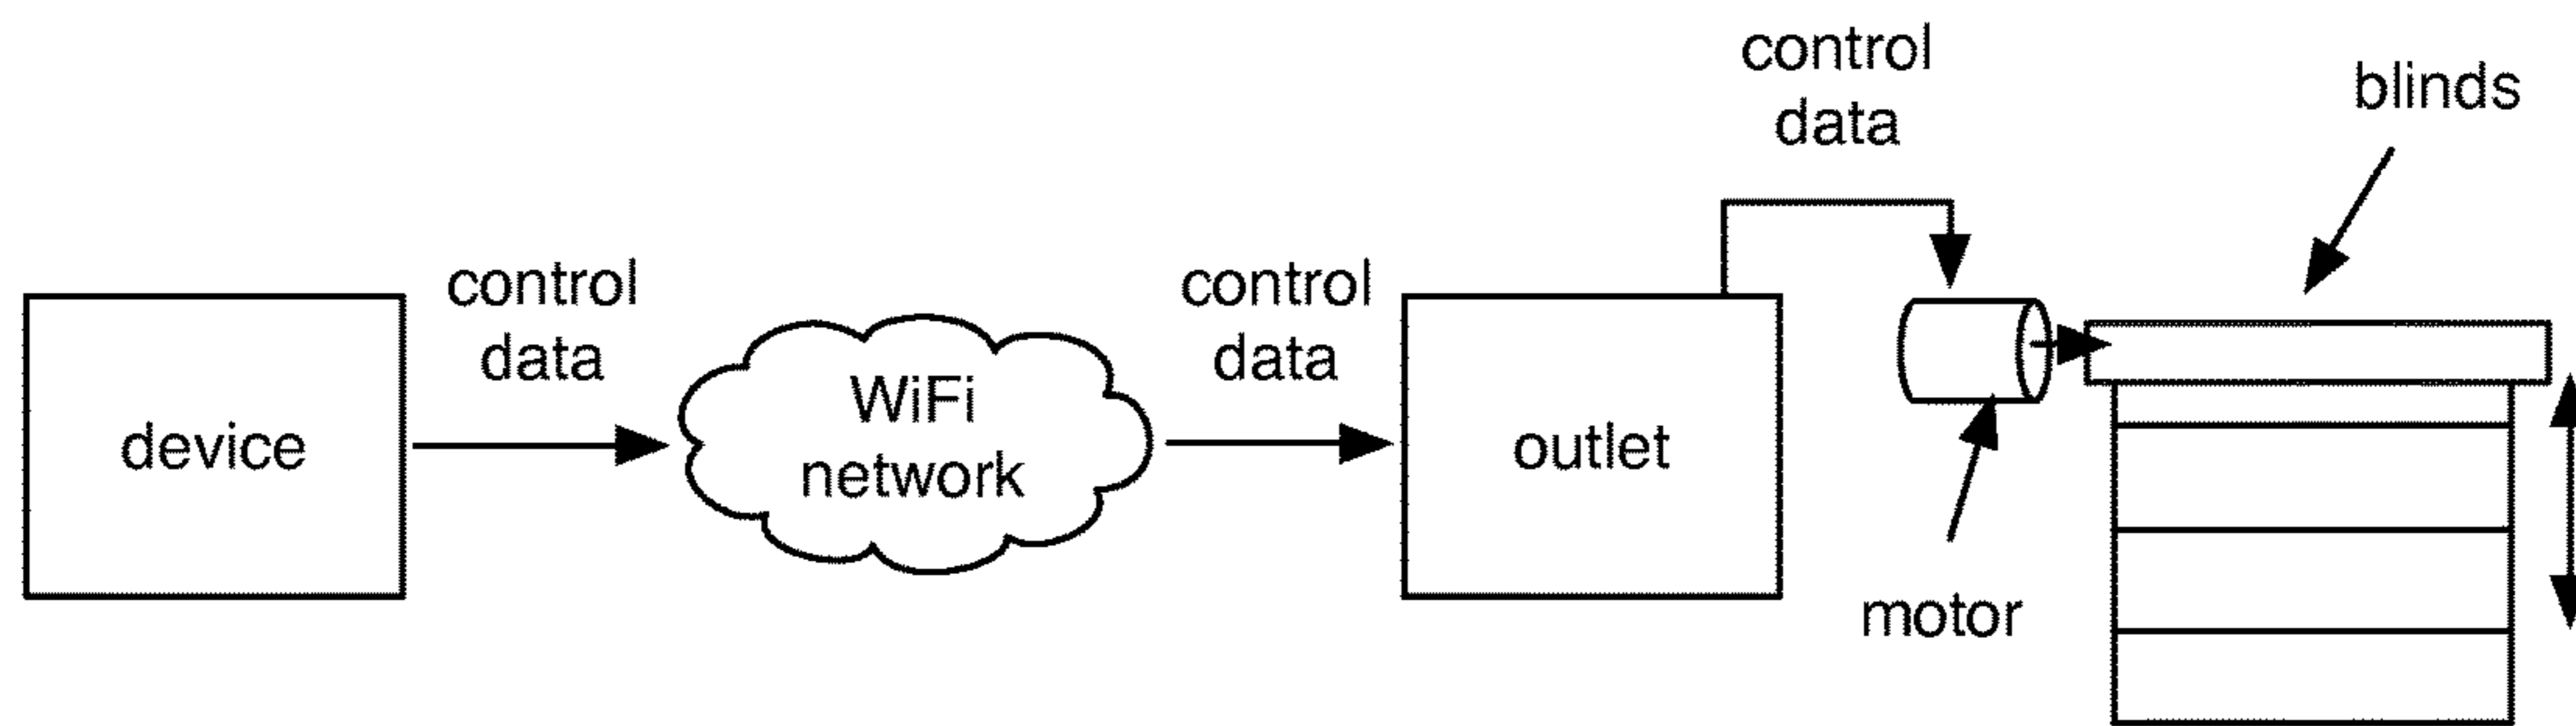 device
control
data
WiFi
network
control
data
outlet
control
data
motor
blinds